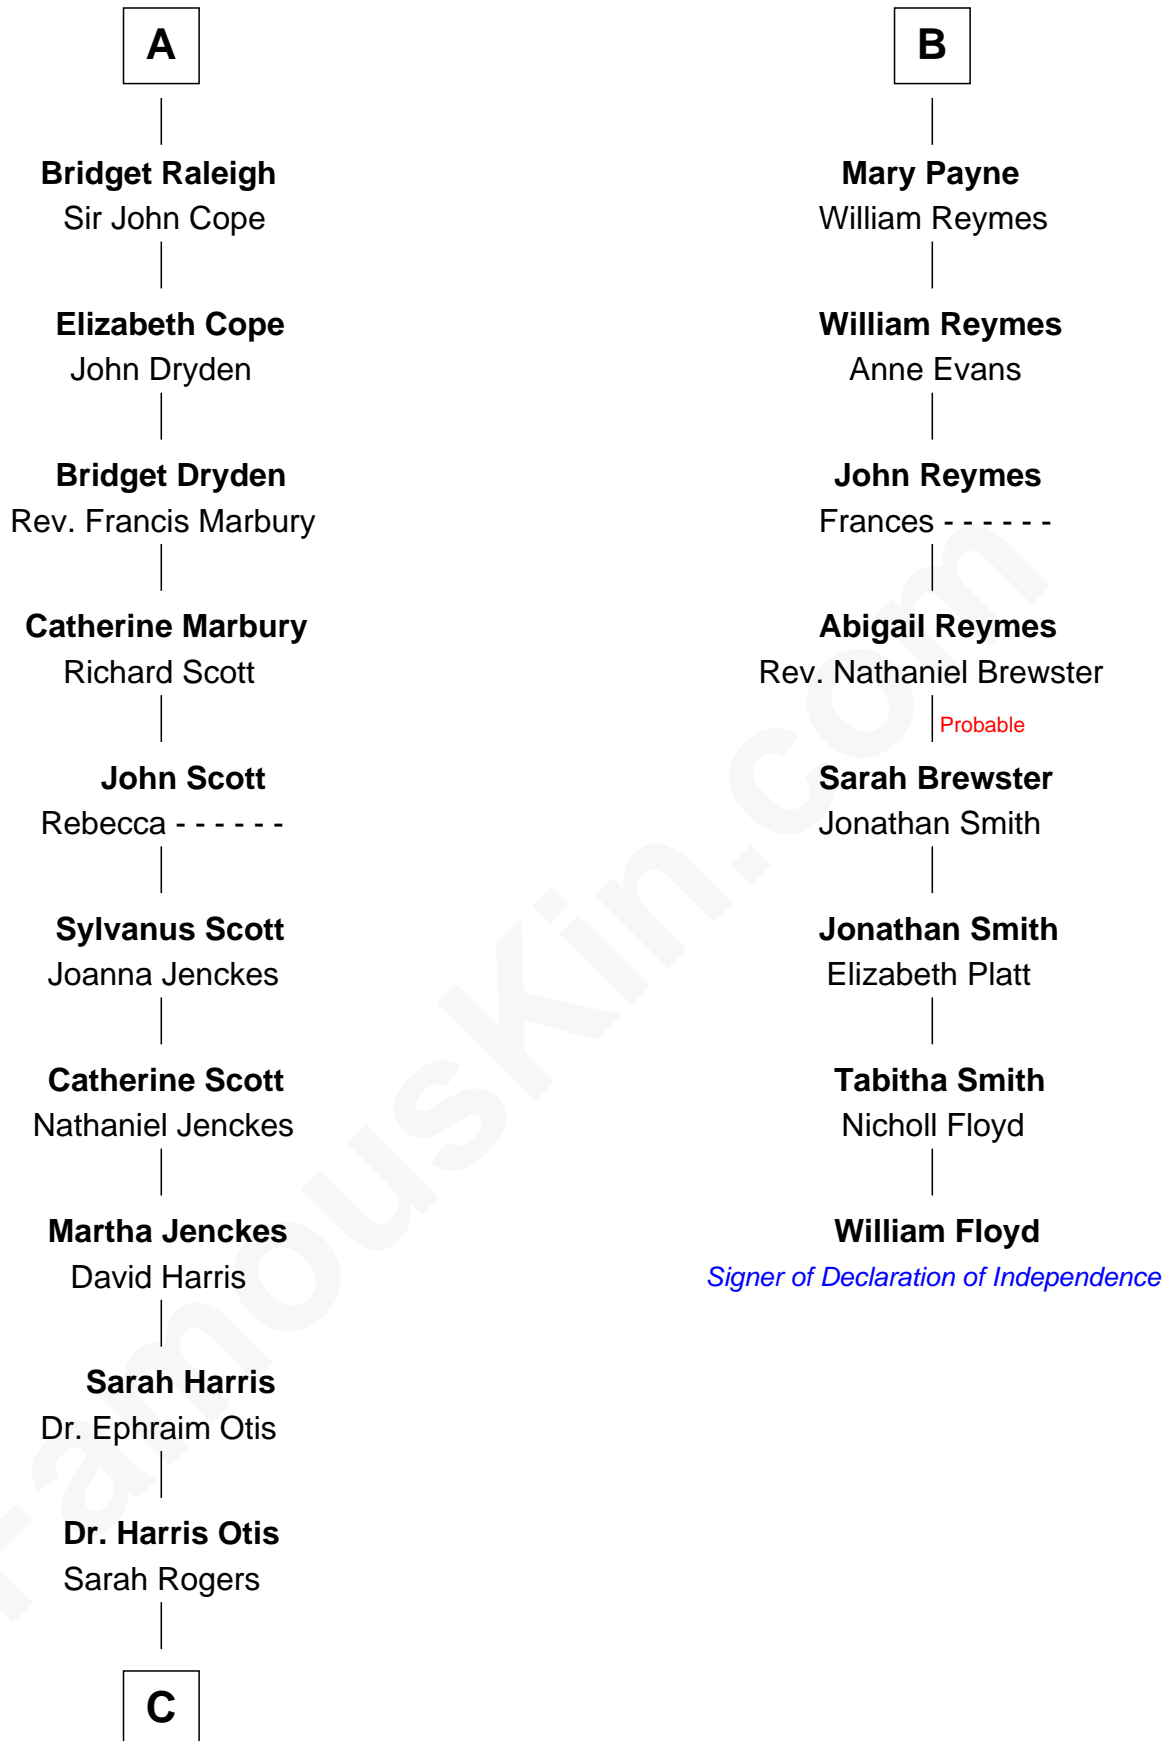 A
Bridget Raleigh
Sir John Cope
Elizabeth Cope
John Dryden
Bridget Dryden
Rev. Francis Marbury
Catherine Marbury
Richard Scott
John Scott
Rebecca - - - - - -
Sylvanus Scott
Joanna Jenckes
Catherine Scott
Nathaniel Jenckes
Martha Jenckes
David Harris
Sarah Harris
Dr. Ephraim Otis
Dr. Harris Otis
Sarah Rogers
C
B
Mary Payne
William Reymes
William Reymes
Anne Evans
John Reymes
Frances - - - - - -
Abigail Reymes
Rev. Nathaniel Brewster
Probable
Sarah Brewster
Jonathan Smith
Jonathan Smith
Elizabeth Platt
Tabitha Smith
Nicholl Floyd
William Floyd
Signer of Declaration of Independence
FamousKin.com